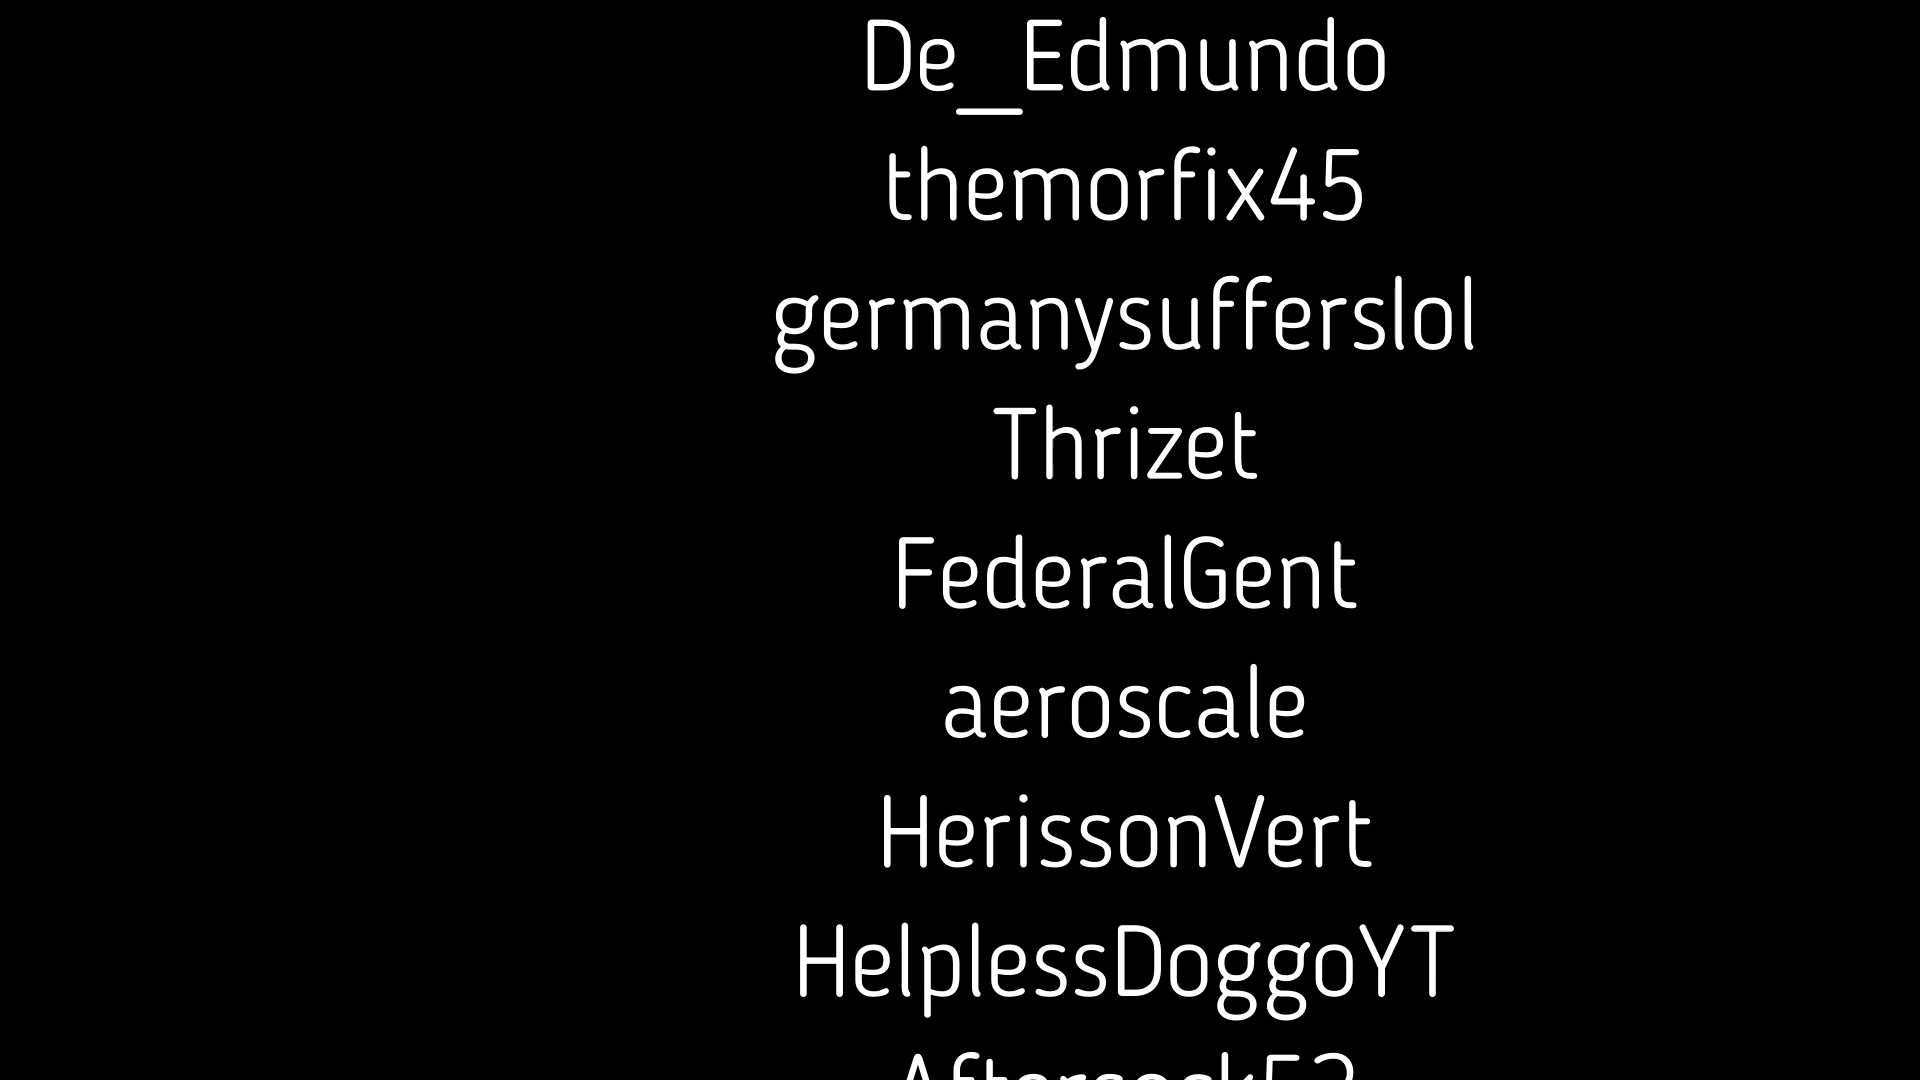 De_Edmundo
themorfix45
germanysufferslol
Thrizet
FederalGent
aeroscale
HerissonVert
HelplessDoggoYT